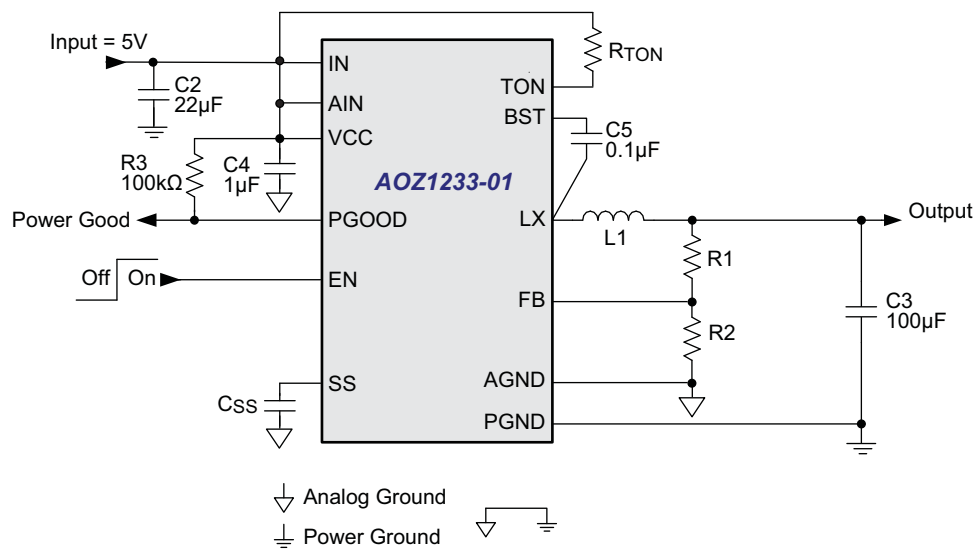 Input = 5V
C2
22µF
R3
100kΩ
C4
1µF
Power Good
Off On
CSS
IN
AIN
VCC
PGOOD
EN
SS
AOZ1233-01
TON
BST
LX
FB
AGND
PGND
RTON
C5
0.1µF
L1
Output
R1
R2
C3
100µF
Analog Ground
Power Ground